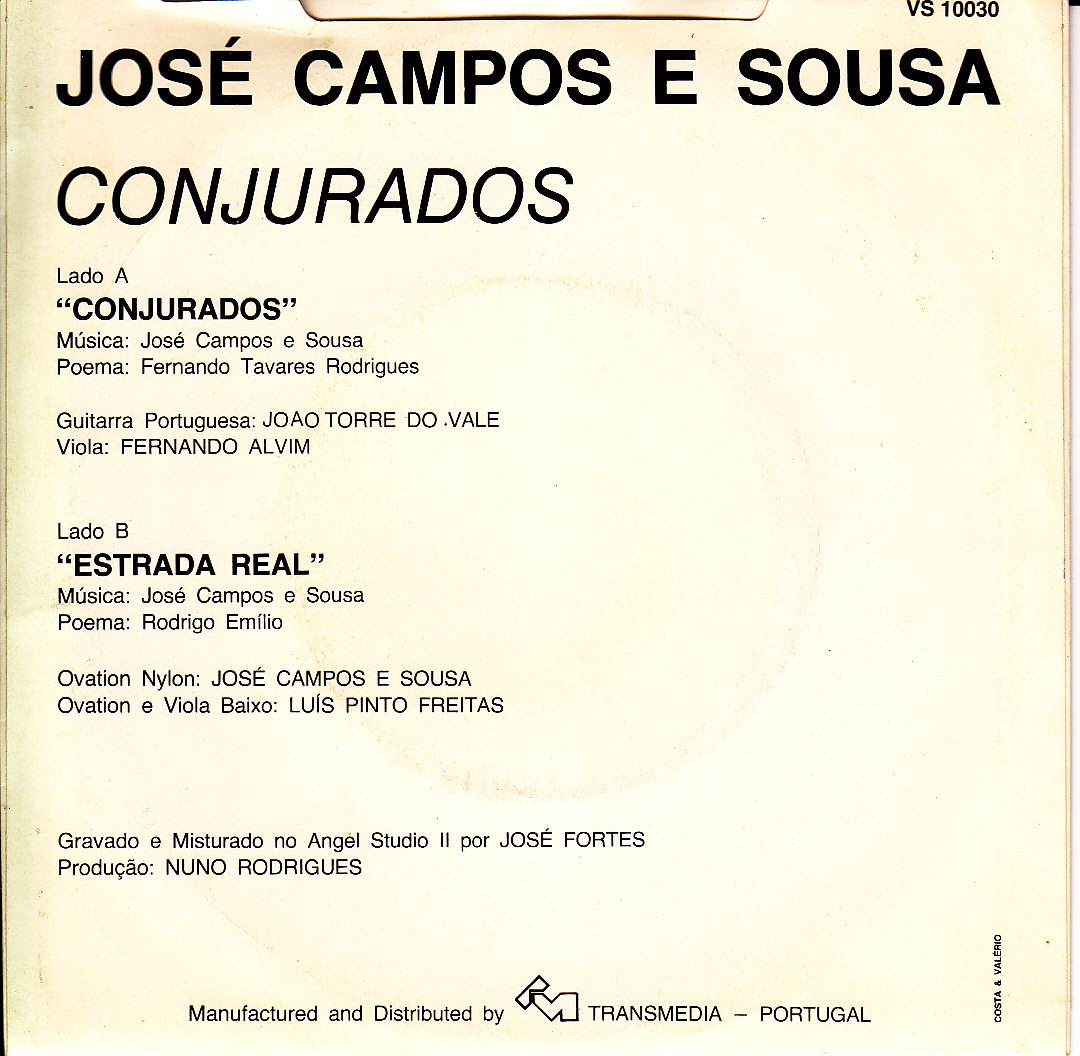 VS 10030
JOSÉ CAMPOS E SOUSA
CONJURADOS
Lado A
“CONJURADOS”
Música: José Campos e Sousa
Poema: Fernando Tavares Rodrigues
Guitarra Portuguesa: JOAO TORRE DO .VALE
Viola: FERNANDO ALVIM
Lado B
“ESTRADA REAL”
Música: José Campos e Sousa
Poema: Rodrigo Emílio
Ovation Nylon: JOSÉ CAMPOS E SOUSA
Ovation e Viola Baixo: LUÍS PINTO FREITAS
Gravado e Misturado no Angel Studio II por JOSÉ FORTES
Produção: NUNO RODRIGUES
COSTA & VALÉRIO
Manufactured and Distributed by TRANSMEDIA – PORTUGAL